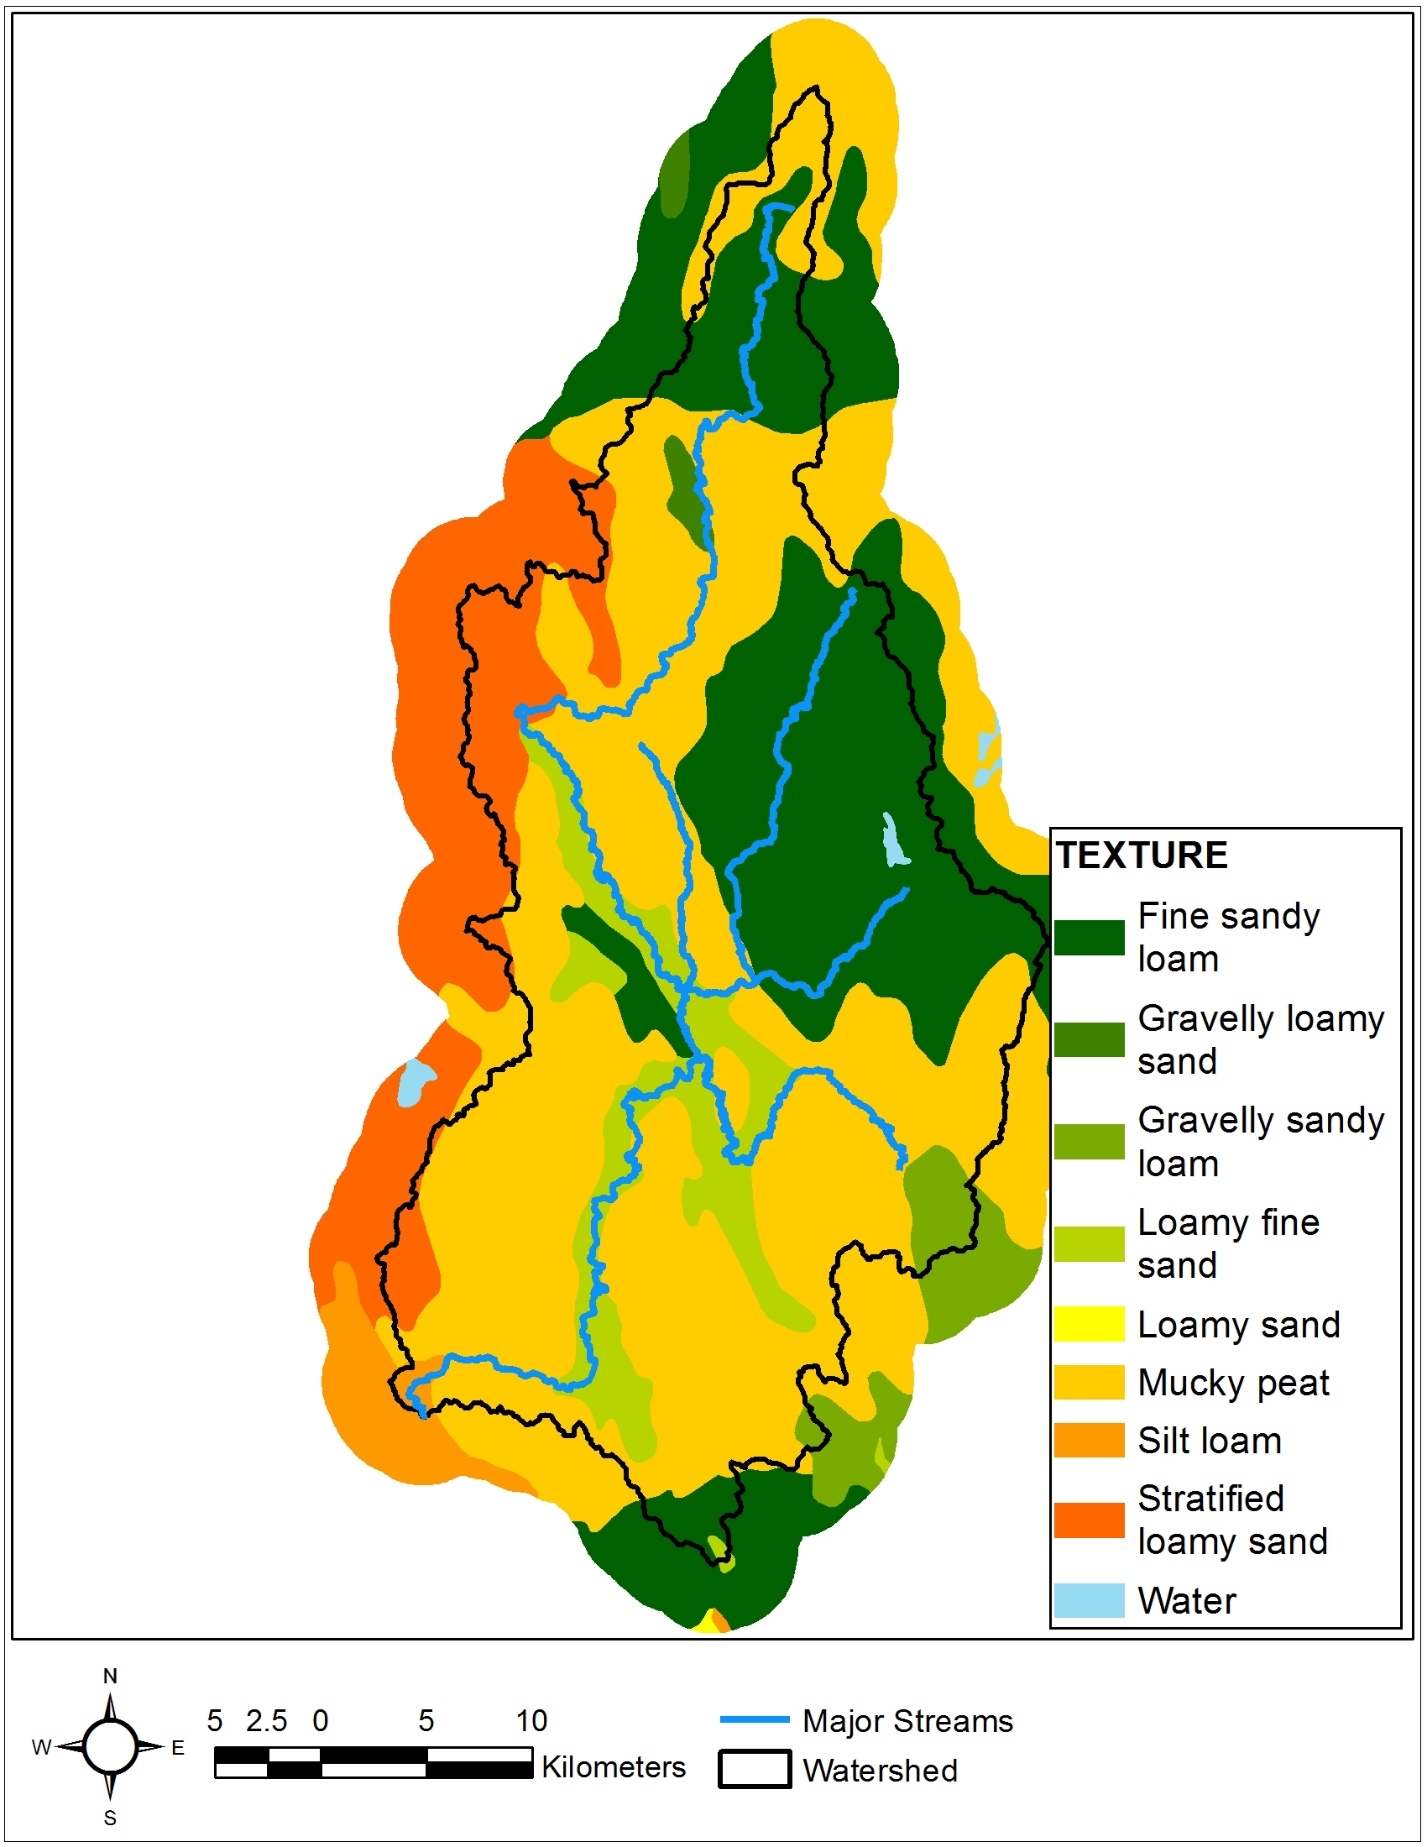 TEXTURE
Fine sandy
loam
Gravelly loamy
sand
Gravelly sandy
loam
Loamy fine
sand
Loamy sand
Mucky peat
Silt loam
Stratified
loamy sand
Water
N
W E
S
5 2.5 0 5 10
Kilometers
Major Streams
Watershed